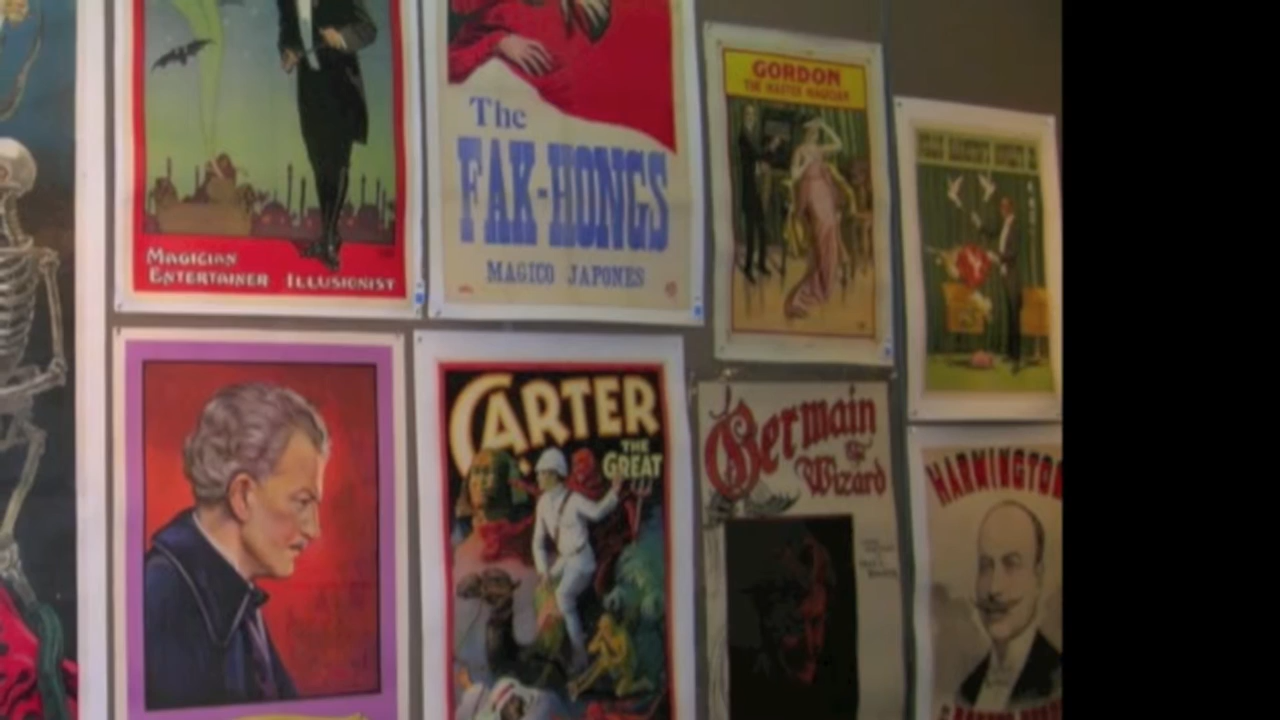 MAGICIAN
ENTERTAINER ILLUSIONIST
The
FAK-HONGS
MAGICO JAPONES
GORDON
THE MASTER MAGICIAN
CARTER
THE
GREAT
Germain
The
Wizard
HARMINGTON